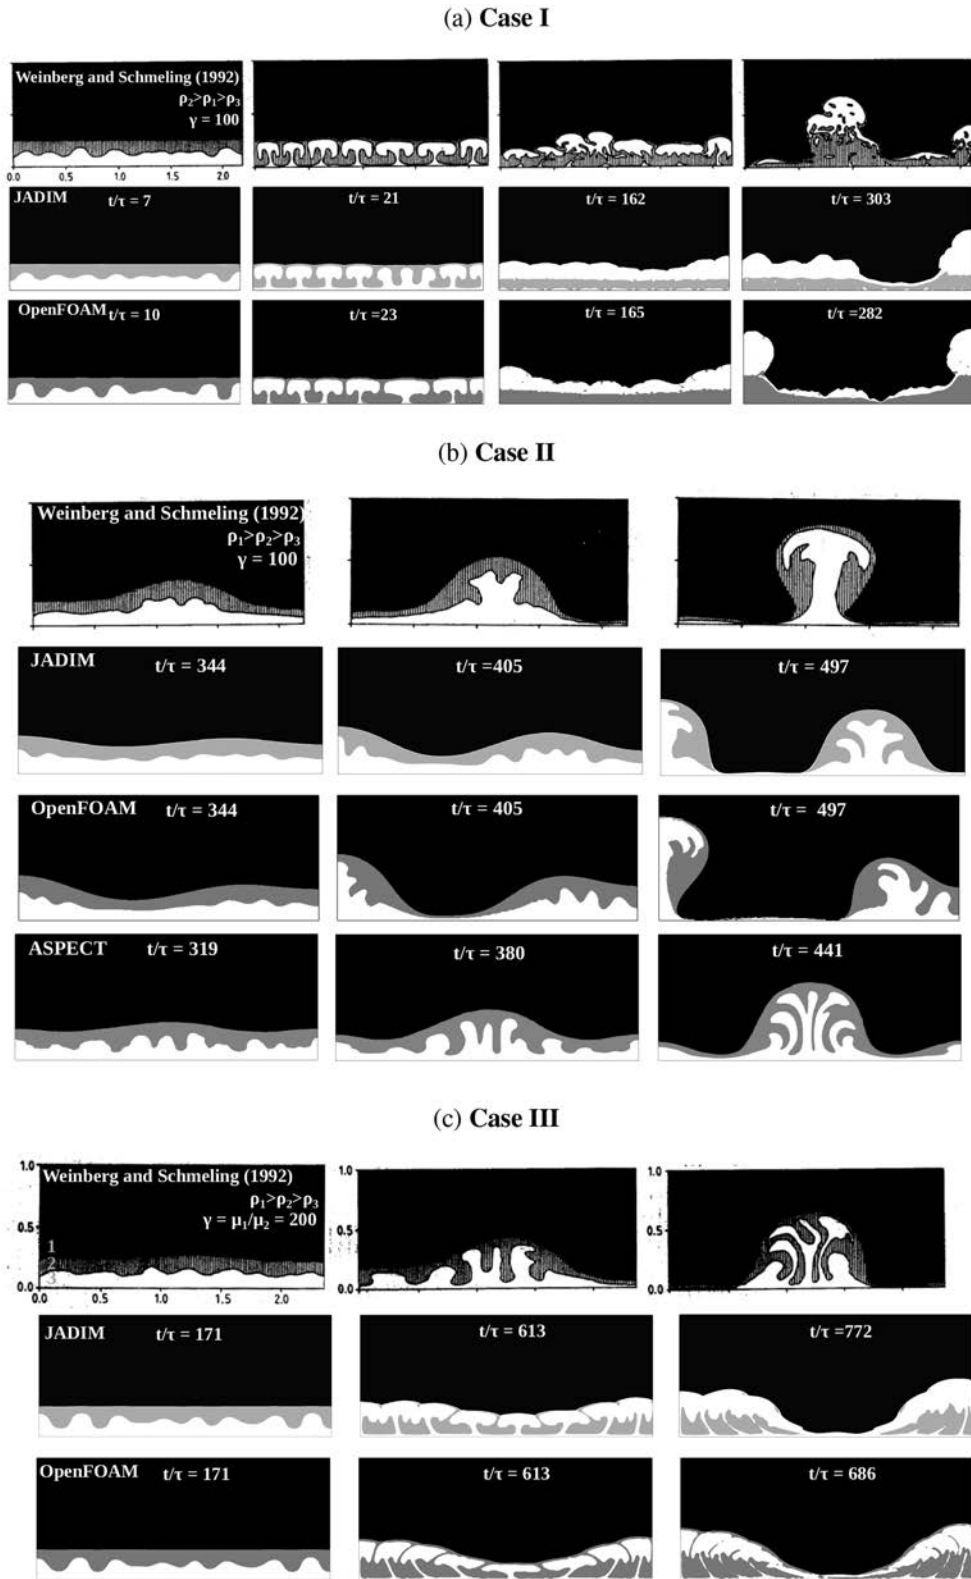 (a) Case I
Weinberg and Schmeling (1992)
ρ₂>ρ₁>ρ₃
γ = 100
0.0 0.5 1.0 1.5 2.0
JADIM t/τ = 7 t/τ = 21 t/τ = 162 t/τ = 303
OpenFOAM t/τ = 10 t/τ =23 t/τ = 165 t/τ =282
(b) Case II
Weinberg and Schmeling (1992)
ρ₁>ρ₂>ρ₃
γ = 100
JADIM t/τ = 344 t/τ =405 t/τ = 497
OpenFOAM t/τ = 344 t/τ = 405 t/τ = 497
ASPECT t/τ = 319 t/τ = 380 t/τ = 441
(c) Case III
1.0 Weinberg and Schmeling (1992) 1.0 1.0
ρ₁>ρ₂>ρ₃
γ = μ₁/μ₂ = 200
0.5 0.5 0.5
1
2
3
0.0 0.0 0.0
0.0 0.5 1.0 1.5 2.0
JADIM t/τ = 171 t/τ = 613 t/τ =772
OpenFOAM t/τ = 171 t/τ = 613 t/τ = 686